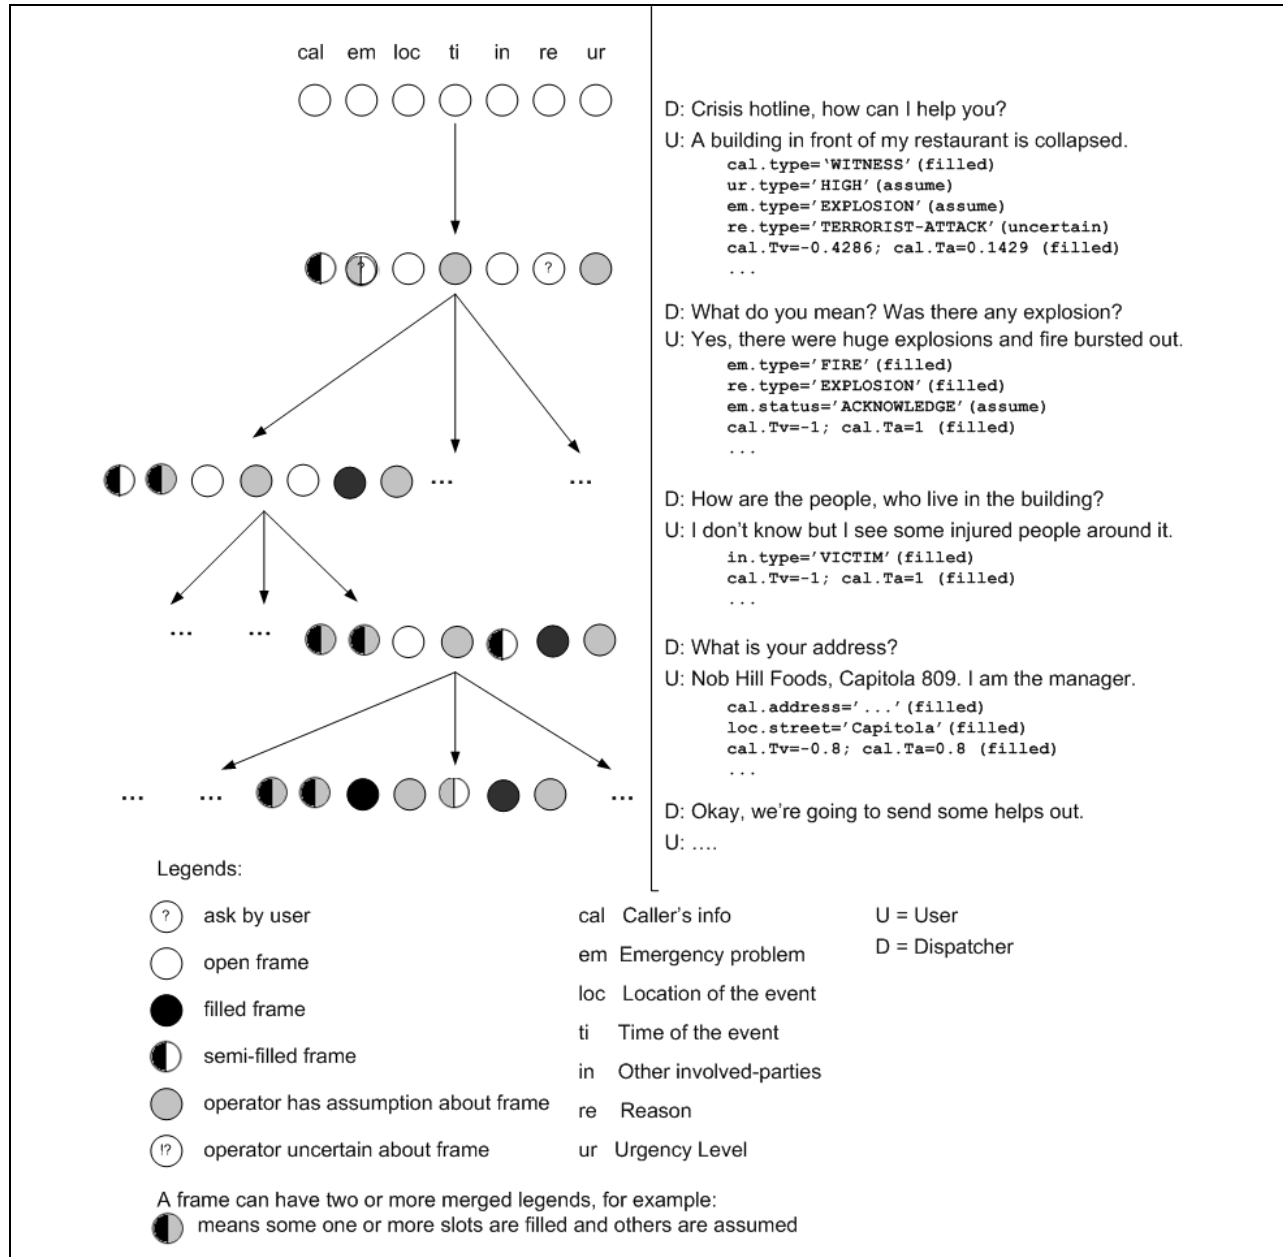 cal em loc ti in re ur
? ?
... ...
... ...
... ... ...
D: Crisis hotline, how can I help you?
U: A building in front of my restaurant is collapsed.
cal.type=‘WITNESS’ (filled)
ur.type=’HIGH’ (assume)
em.type=’EXPLOSION’ (assume)
re.type=’TERRORIST-ATTACK’ (uncertain)
cal.Tv=-0.4286; cal.Ta=0.1429 (filled)
...
D: What do you mean? Was there any explosion?
U: Yes, there were huge explosions and fire bursted out.
em.type=’FIRE’ (filled)
re.type=’EXPLOSION’ (filled)
em.status=’ACKNOWLEDGE’ (assume)
cal.Tv=-1; cal.Ta=1 (filled)
...
D: How are the people, who live in the building?
U: I don’t know but I see some injured people around it.
in.type=’VICTIM’ (filled)
cal.Tv=-1; cal.Ta=1 (filled)
...
D: What is your address?
U: Nob Hill Foods, Capitola 809. I am the manager.
cal.address=’...’ (filled)
loc.street=’Capitola’ (filled)
cal.Tv=-0.8; cal.Ta=0.8 (filled)
...
D: Okay, we’re going to send some helps out.
U: ....
Legends:
? ask by user
open frame
filled frame
semi-filled frame
operator has assumption about frame
!? operator uncertain about frame
cal Caller’s info
em Emergency problem
loc Location of the event
ti Time of the event
in Other involved-parties
re Reason
ur Urgency Level
U = User
D = Dispatcher
A frame can have two or more merged legends, for example:
means some one or more slots are filled and others are assumed